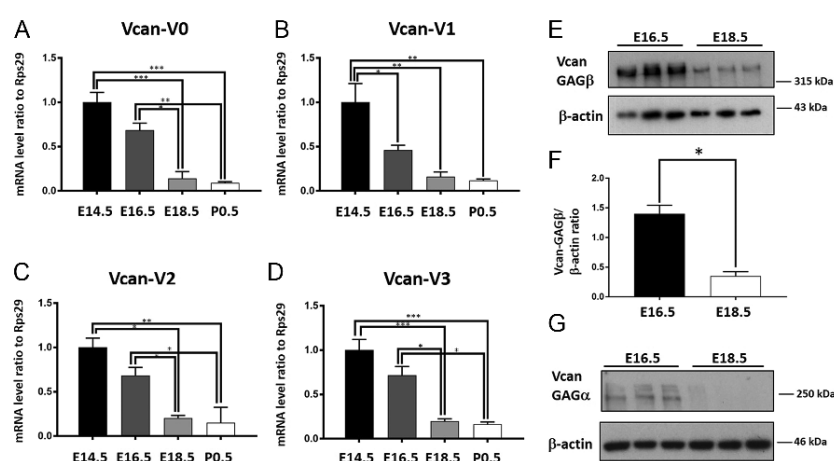 A
Vcan-V0
mRNA level ratio to Rps29
1.5
1.0
0.5
0.0
***
***
**
*
E14.5 E16.5 E18.5 P0.5
B
Vcan-V1
mRNA level ratio to Rps29
1.5
1.0
0.5
0.0
**
**
*
E14.5 E16.5 E18.5 P0.5
C
Vcan-V2
mRNA level ratio to Rps29
1.5
1.0
0.5
0.0
**
*
*
*
E14.5 E16.5 E18.5 P0.5
D
Vcan-V3
mRNA level ratio to Rps29
1.5
1.0
0.5
0.0
***
***
*
*
E14.5 E16.5 E18.5 P0.5
E
E16.5 E18.5
Vcan
GAGβ
315 kDa
β-actin
43 kDa
F
Vcan-GAGβ/
β-actin ratio
2.0
1.5
1.0
0.5
0.0
*
E16.5 E18.5
G
E16.5 E18.5
Vcan
GAGα
250 kDa
β-actin
46 kDa